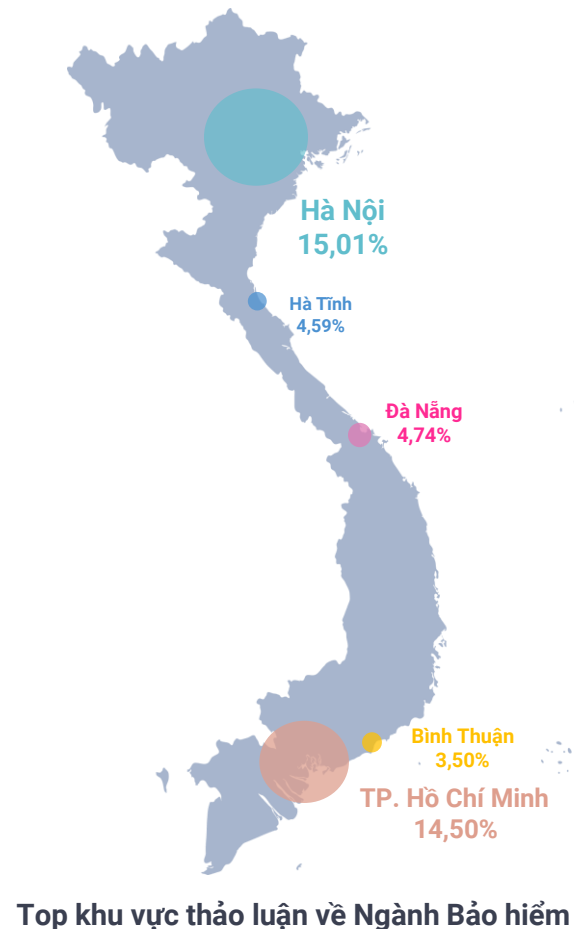 Hà Nội
15,01%
Hà Tĩnh
4,59%
Đà Nẵng
4,74%
Bình Thuận
3,50%
TP. Hồ Chí Minh
14,50%
Top khu vực thảo luận về Ngành Bảo hiểm